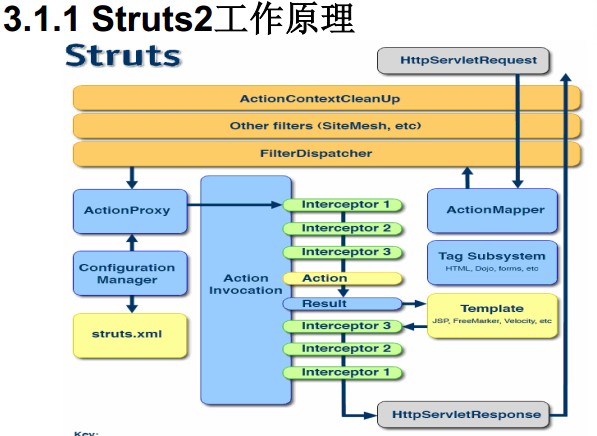 3.1.1 Struts2工作原理
Struts
HttpServletRequest
ActionContextCleanUp
Other filters (SiteMesh, etc)
FilterDispatcher
ActionProxy
Configuration
Manager
struts.xml
Action
Invocation
Interceptor 1
Interceptor 2
Interceptor 3
Action
Result
Interceptor 3
Interceptor 2
Interceptor 1
ActionMapper
Tag Subsystem
HTML, Dojo, forms, etc
Template
JSP, FreeMarker, Velocity, etc
HttpServletResponse
Key: